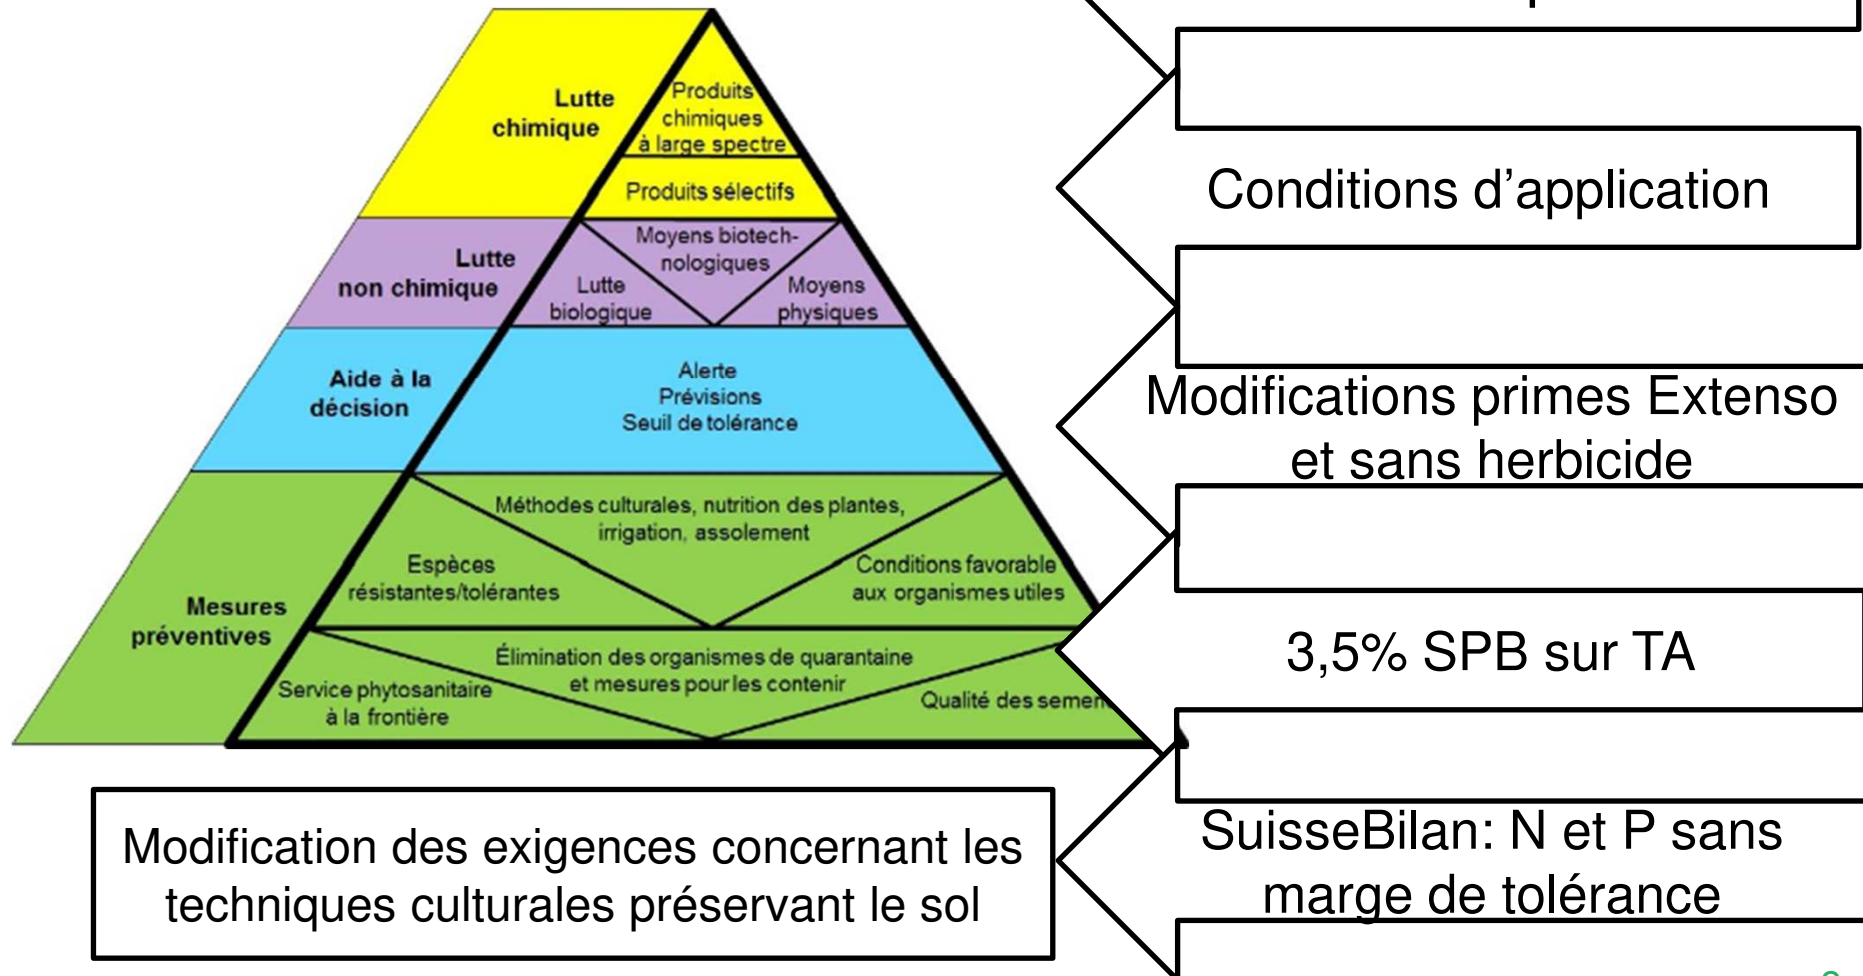 Lutte
chimique
Produits
chimiques
à large spectre
Produits sélectifs
Lutte
non chimique
Moyens biotech-
nologiques
Lutte
biologique
Moyens
physiques
Aide à la
décision
Alerte
Prévisions
Seuil de tolérance
Mesures
préventives
Méthodes culturales, nutrition des plantes,
irrigation, assolement
Espèces
résistantes/tolérantes
Conditions favorable
aux organismes utiles
Élimination des organismes de quarantaine
et mesures pour les contenir
Service phytosanitaire
à la frontière
Qualité des semen
Conditions d’application
Modifications primes Extenso
et sans herbicide
3,5% SPB sur TA
SuisseBilan: N et P sans
marge de tolérance
Modification des exigences concernant les
techniques culturales préservant le sol